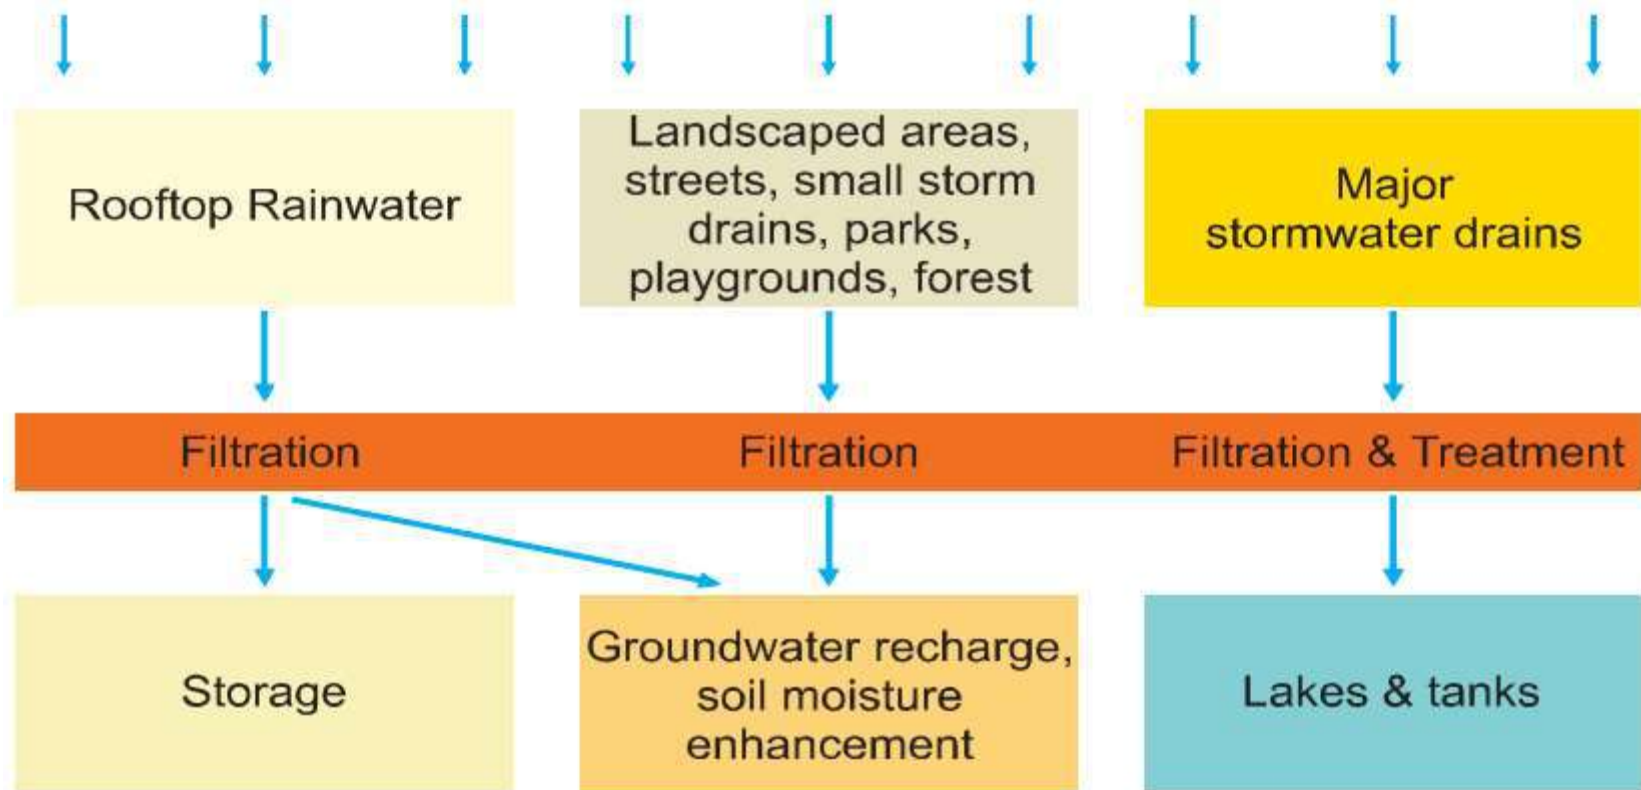 Rooftop Rainwater
Landscaped areas,
streets, small storm
drains, parks,
playgrounds, forest
Major
stormwater drains
Filtration
Filtration
Filtration & Treatment
Storage
Groundwater recharge,
soil moisture
enhancement
Lakes & tanks